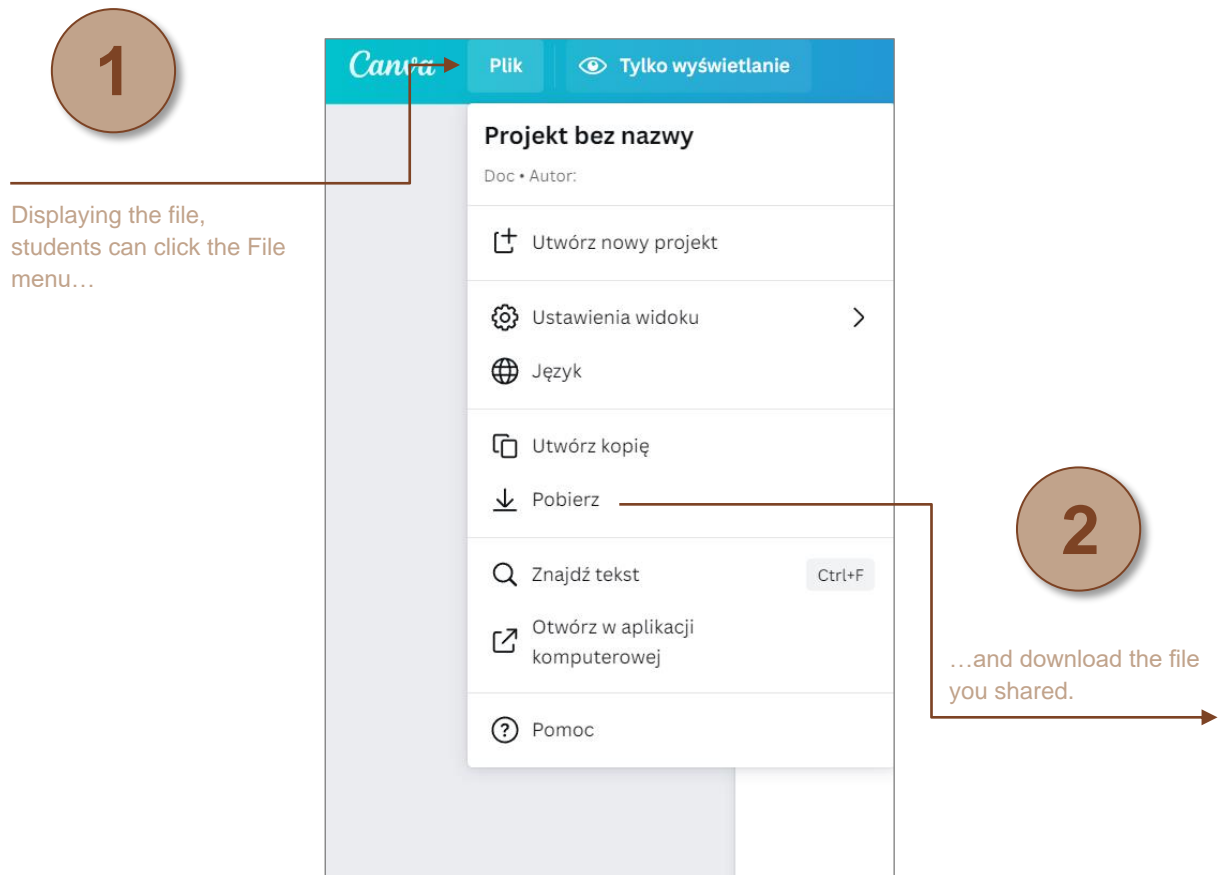 1
Displaying the file,
students can click the File
menu…
Canva
Plik
Tylko wyświetlanie
Projekt bez nazwy
Doc • Autor:
Utwórz nowy projekt
Ustawienia widoku
Język
Utwórz kopię
Pobierz
Znajdź tekst
Ctrl+F
Otwórz w aplikacji
komputerowej
Pomoc
2
…and download the file
you shared.